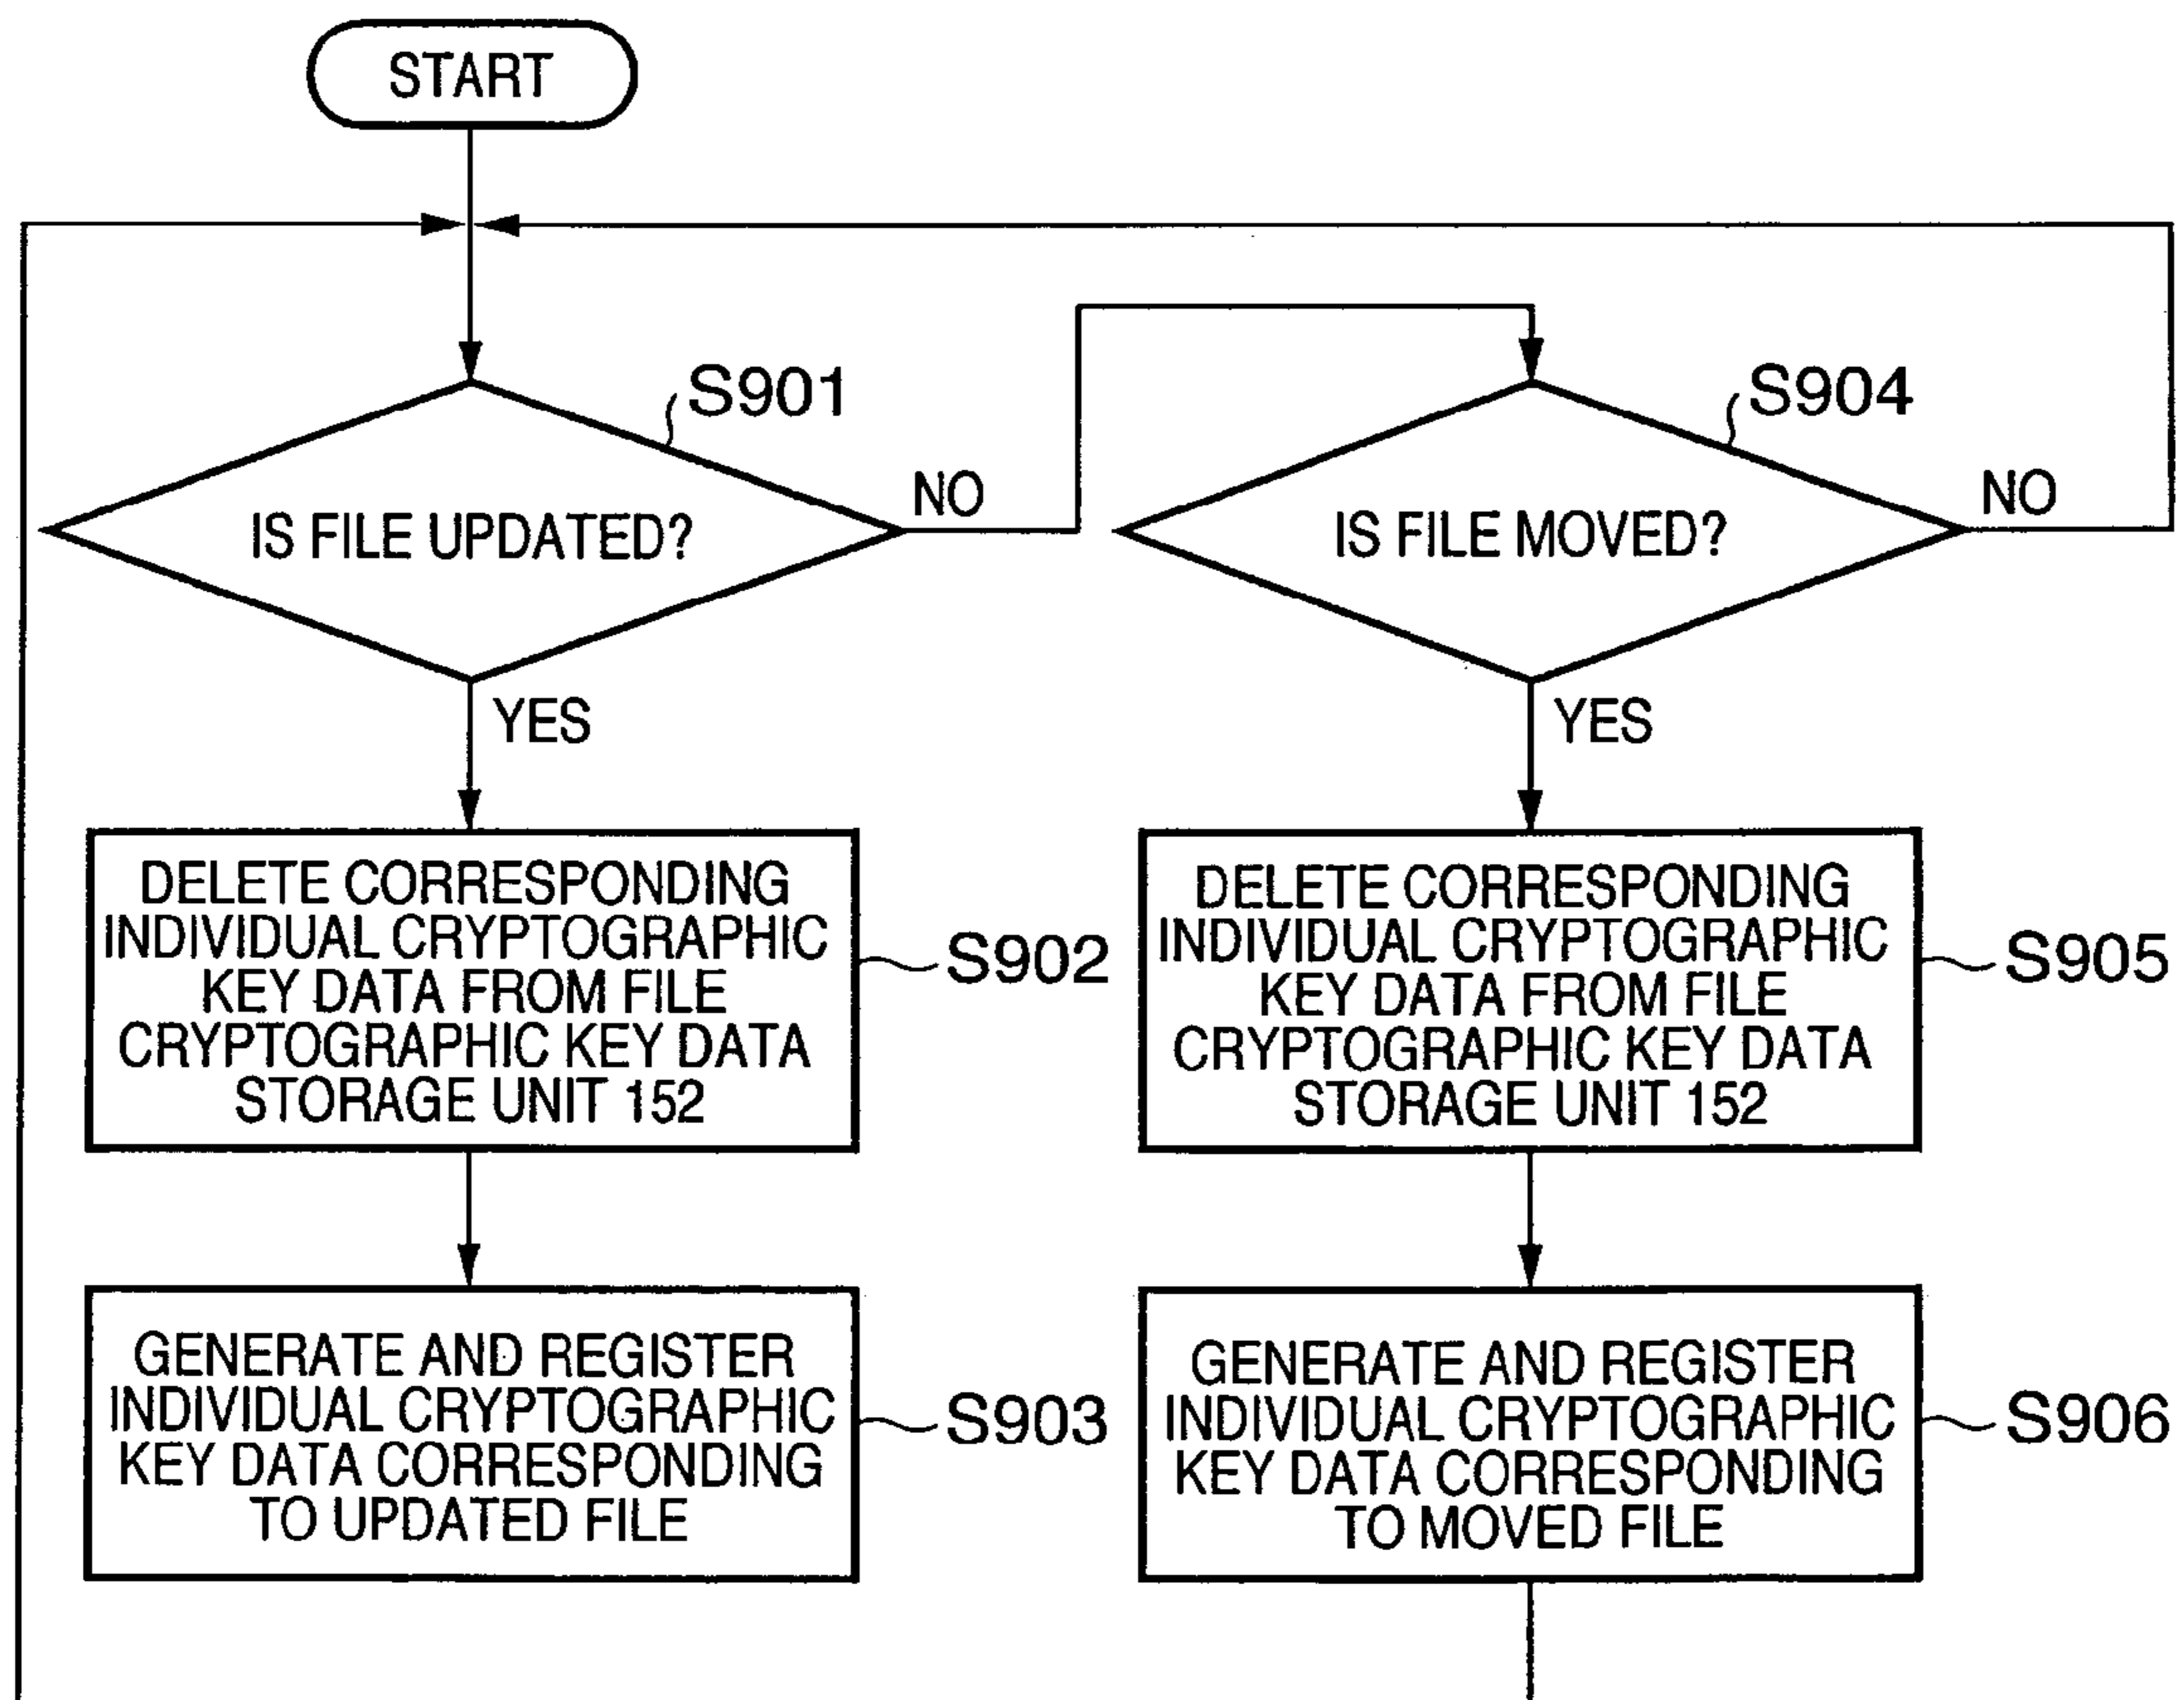 START
S901
IS FILE UPDATED?
NO
YES
DELETE CORRESPONDING
INDIVIDUAL CRYPTOGRAPHIC
KEY DATA FROM FILE
CRYPTOGRAPHIC KEY DATA
STORAGE UNIT 152
S902
GENERATE AND REGISTER
INDIVIDUAL CRYPTOGRAPHIC
KEY DATA CORRESPONDING
TO UPDATED FILE
S903
S904
IS FILE MOVED?
NO
YES
DELETE CORRESPONDING
INDIVIDUAL CRYPTOGRAPHIC
KEY DATA FROM FILE
CRYPTOGRAPHIC KEY DATA
STORAGE UNIT 152
S905
GENERATE AND REGISTER
INDIVIDUAL CRYPTOGRAPHIC
KEY DATA CORRESPONDING
TO MOVED FILE
S906